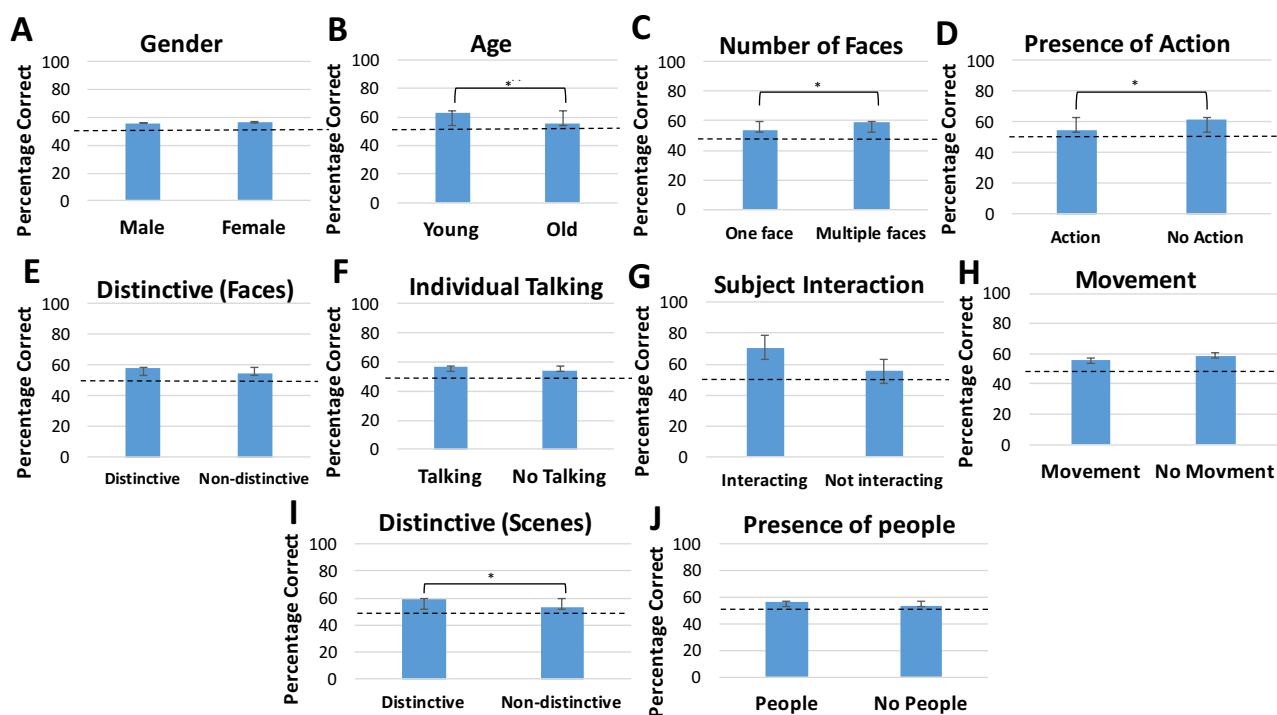 A
Gender
Percentage Correct
100
80
60
40
20
0
Male
Female
B
Age
Percentage Correct
100
80
60
40
20
0
*
Young
Old
C
Number of Faces
Percentage Correct
100
80
60
40
20
0
*
One face
Multiple faces
D
Presence of Action
Percentage Correct
100
80
60
40
20
0
*
Action
No Action
E
Distinctive (Faces)
Percentage Correct
100
80
60
40
20
0
Distinctive
Non-distinctive
F
Individual Talking
Percentage Correct
100
80
60
40
20
0
Talking
No Talking
G
Subject Interaction
Percentage Correct
100
80
60
40
20
0
Interacting
Not interacting
H
Movement
Percentage Correct
100
80
60
40
20
0
Movement
No Movment
I
Distinctive (Scenes)
Percentage Correct
100
80
60
40
20
0
*
Distinctive
Non-distinctive
J
Presence of people
Percentage Correct
100
80
60
40
20
0
People
No People